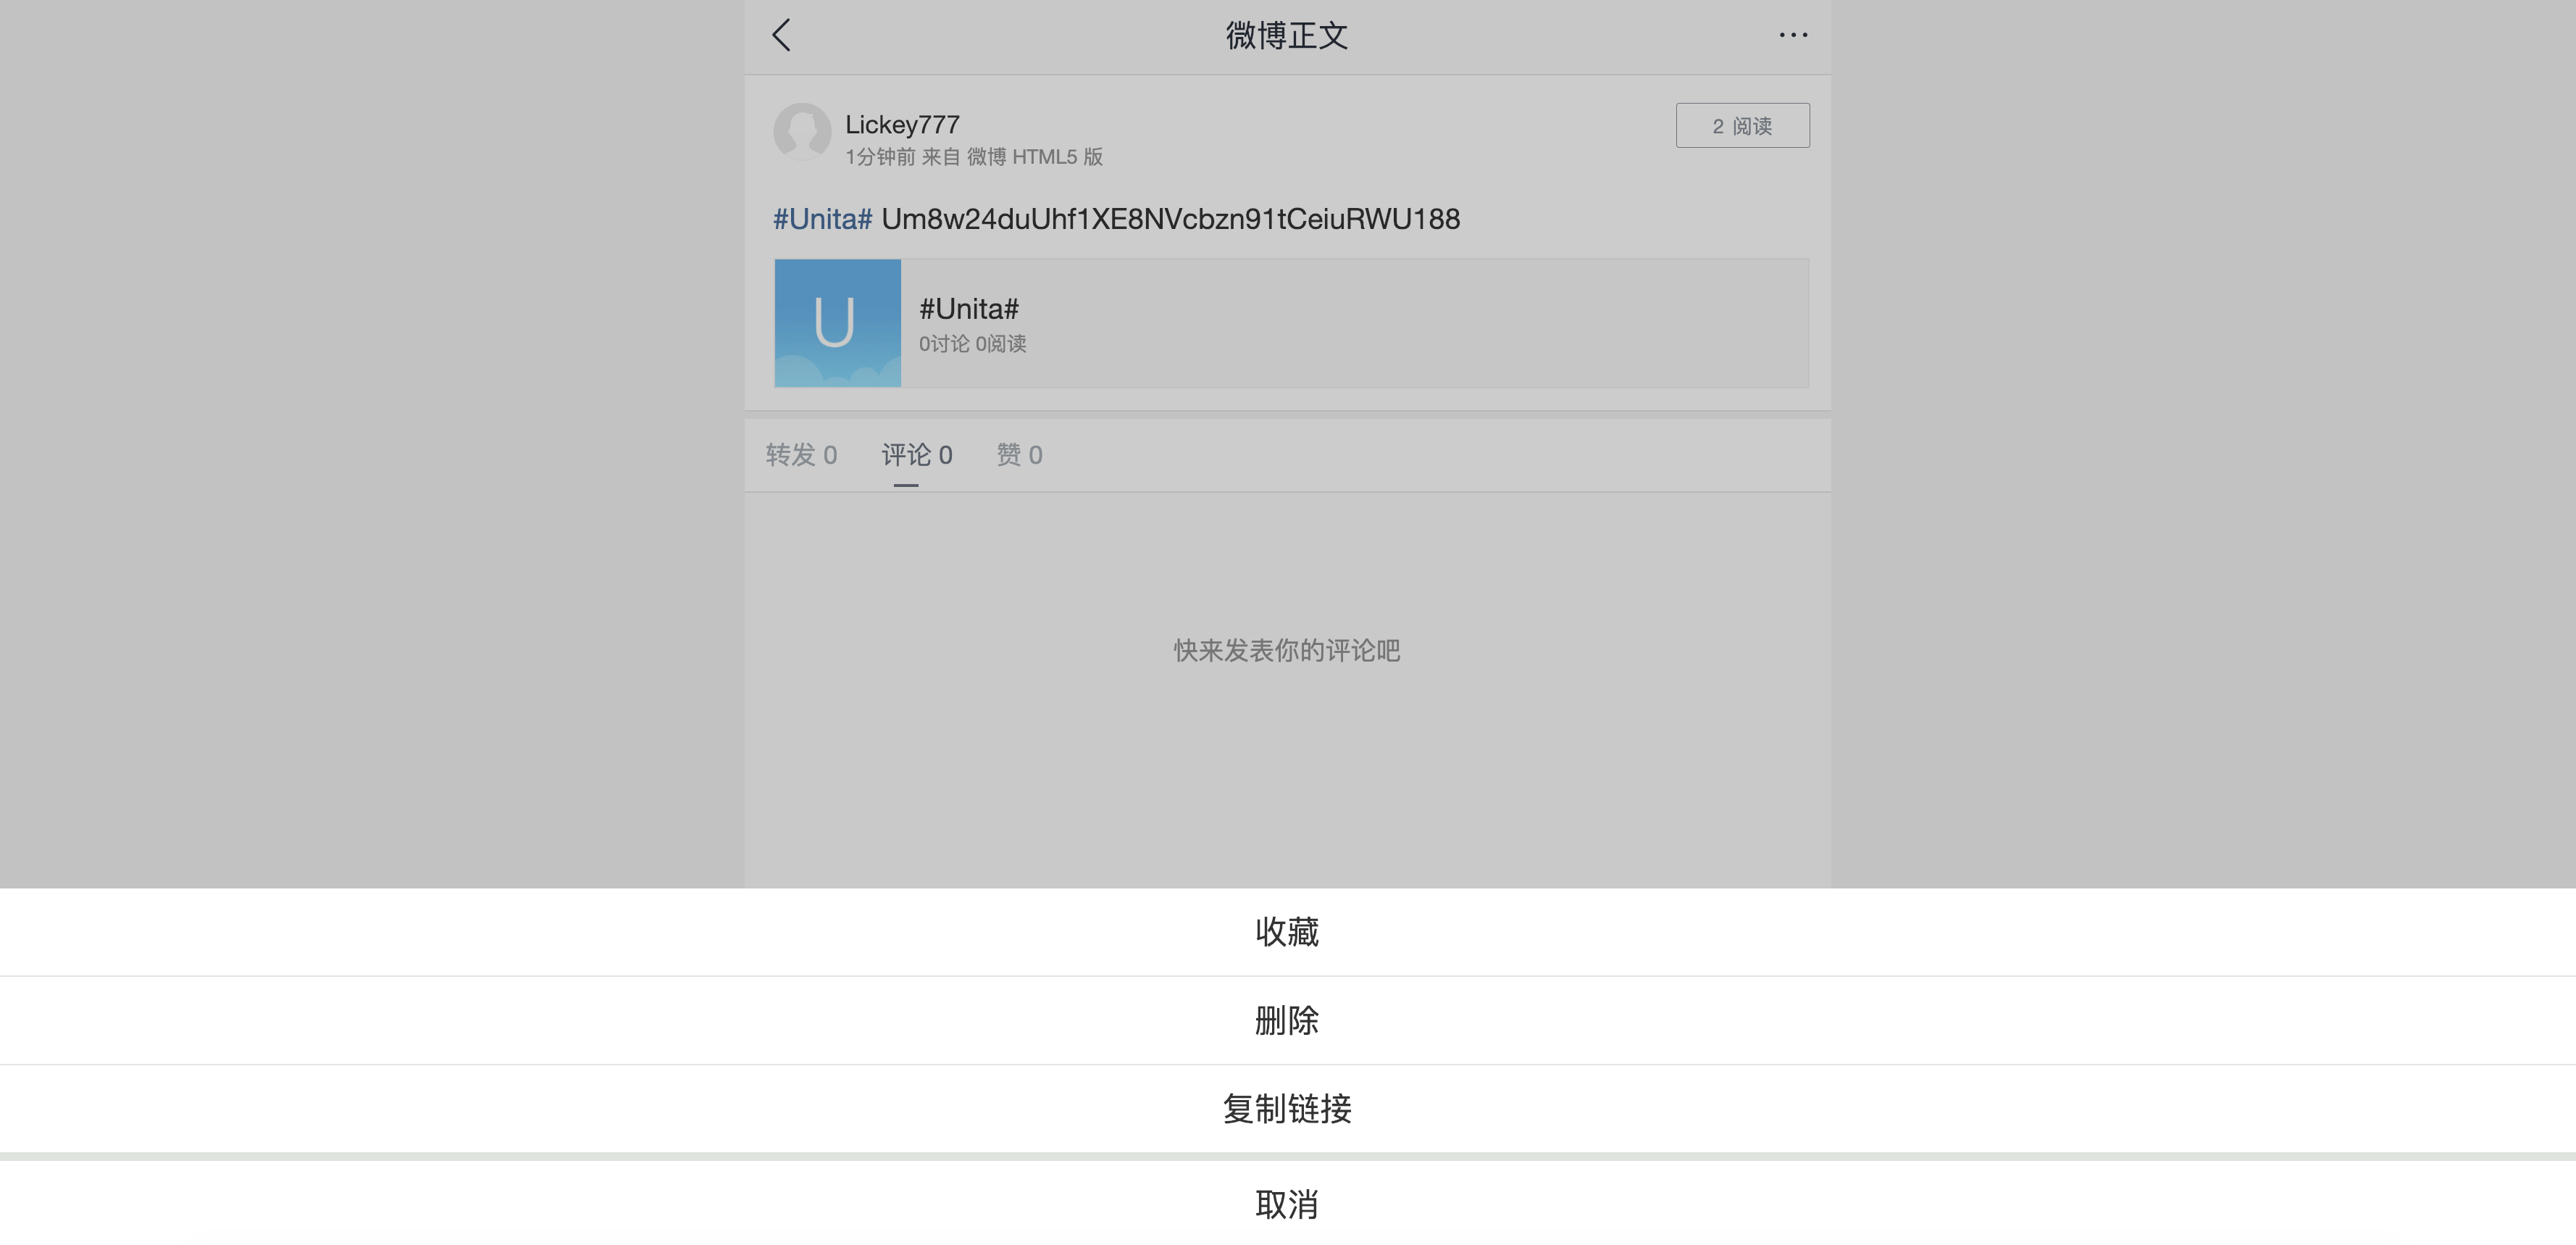 微博正文
Lickey777
2 阅读
1分钟前 来自 微博 HTML5 版
#Unita# Um8w24duUhf1XE8NVcbzn91tCeiuRWU188
U
#Unita#
0讨论 0阅读
转发 0 评论 0 赞 0
快来发表你的评论吧
收藏
删除
复制链接
取消